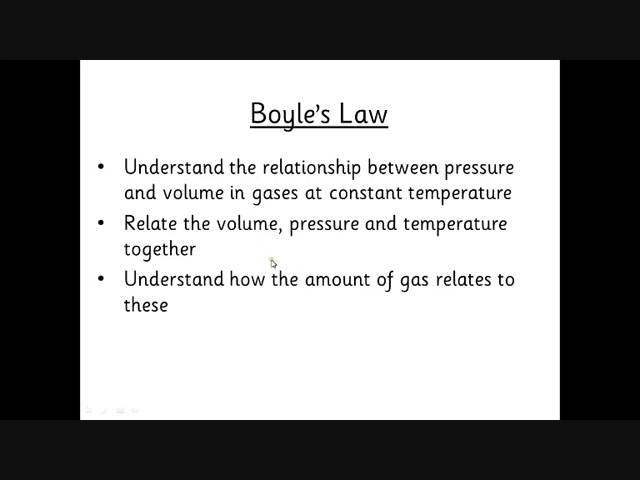 Boyle's Law
• Understand the relationship between pressure
and volume in gases at constant temperature
• Relate the volume, pressure and temperature
together
• Understand how the amount of gas relates to
these